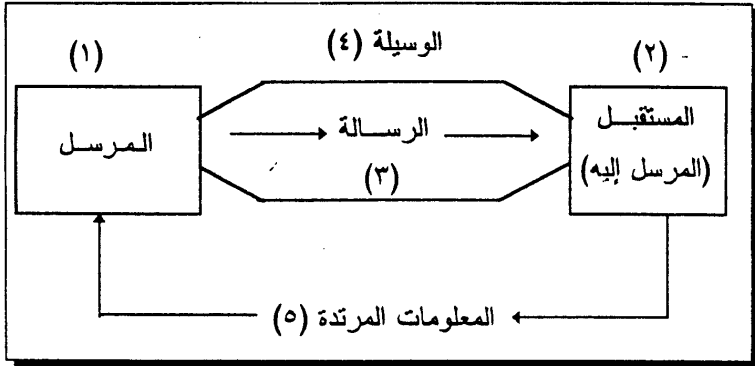 (١)
الوسيلة (٤)
(٢)
المرسل
الرسالة
(٣)
المستقبل
(المرسل إليه)
المعلومات المرتدة (٥)